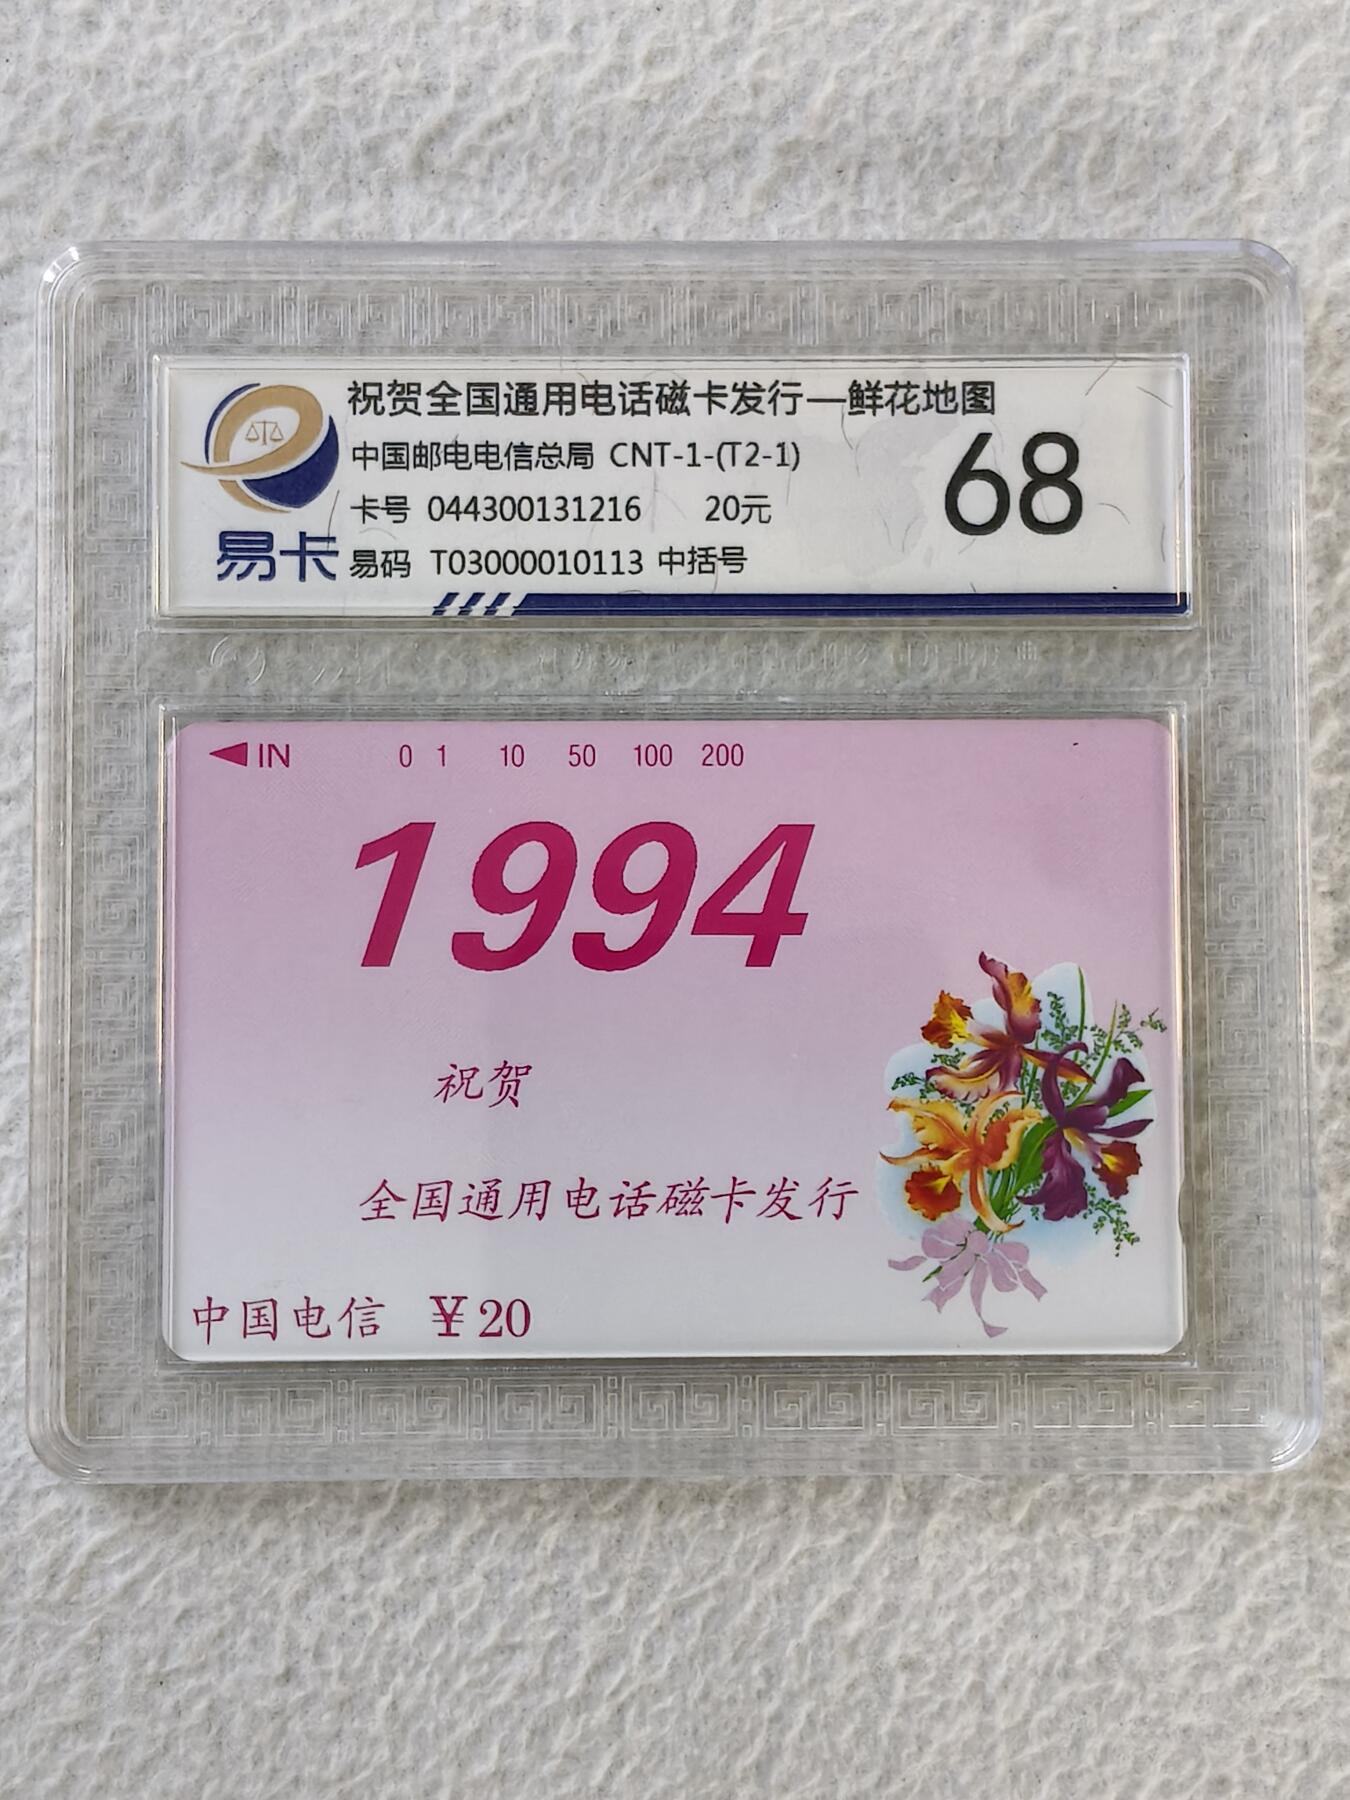 祝贺全国通用电话磁卡发行—鲜花地图
中国邮电电信总局 CNT-1-(T2-1)
68
卡号 044300131216 20元
易卡
易码 T03000010113 中括号
IN 0 1 10 50 100 200
1994
祝贺
全国通用电话磁卡发行
中国电信 ¥20